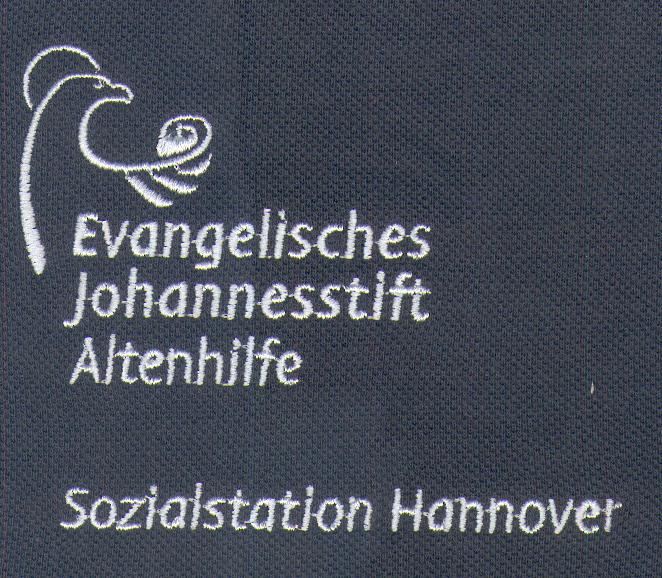 Evangelisches
Johannesstift
Altenhilfe
Sozialstation Hannover